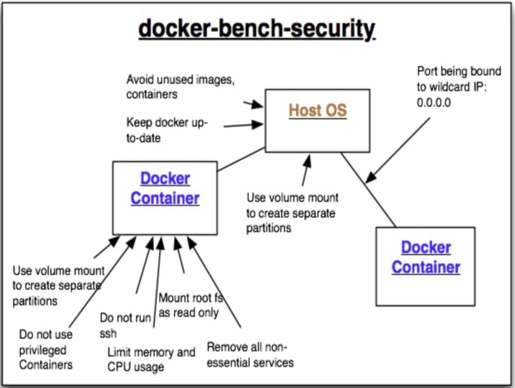 docker-bench-security
Avoid unused images,
containers
Keep docker up-
to-date
Host OS
Port being bound
to wildcard IP:
0.0.0.0
Docker
Container
Use volume mount
to create separate
partitions
Docker
Container
Use volume mount
to create separate
partitions
Do not use
privileged
Containers
Do not run
ssh
Limit memory and
CPU usage
Mount root fs
as read only
Remove all non-
essential services